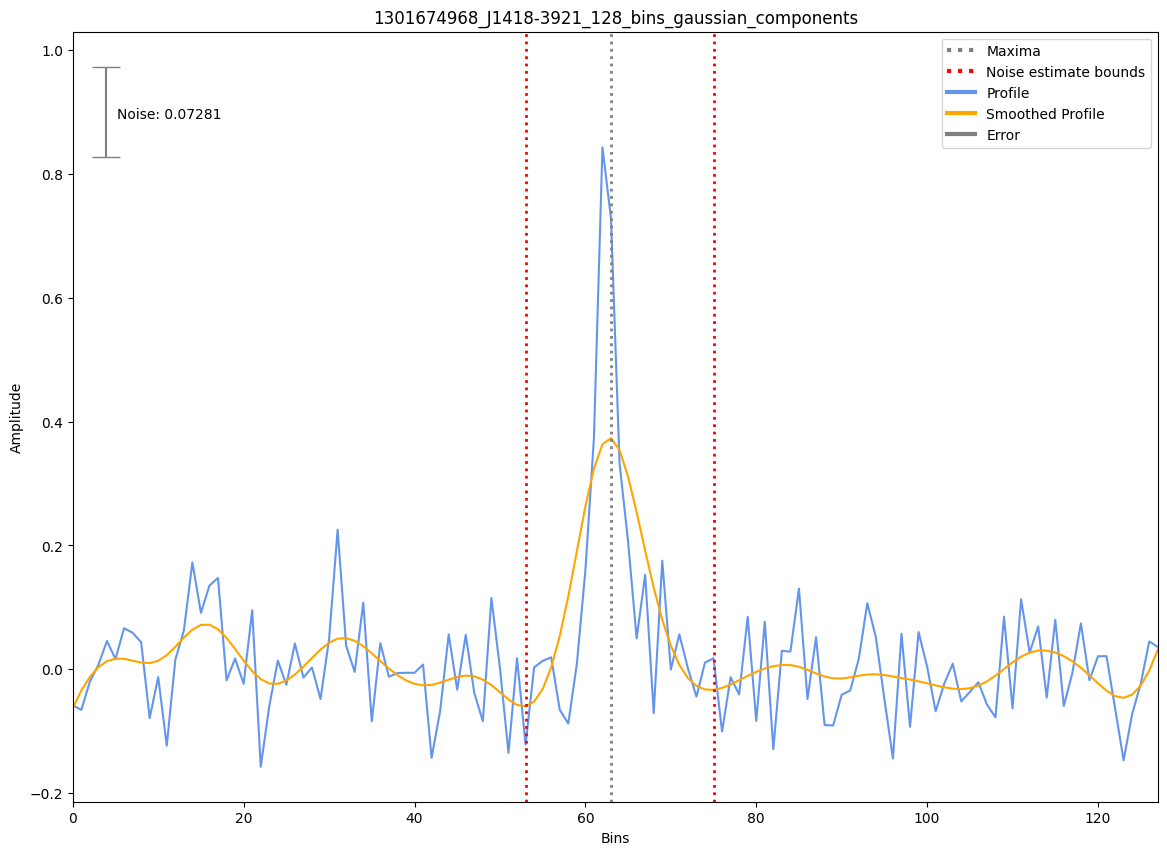 1301674968_J1418-3921_128_bins_gaussian_components
Maxima
Noise estimate bounds
Profile
Smoothed Profile
Error
Noise: 0.07281
Amplitude
1.0
0.8
0.6
0.4
0.2
0.0
−0.2
0 20 40 60 80 100 120
Bins